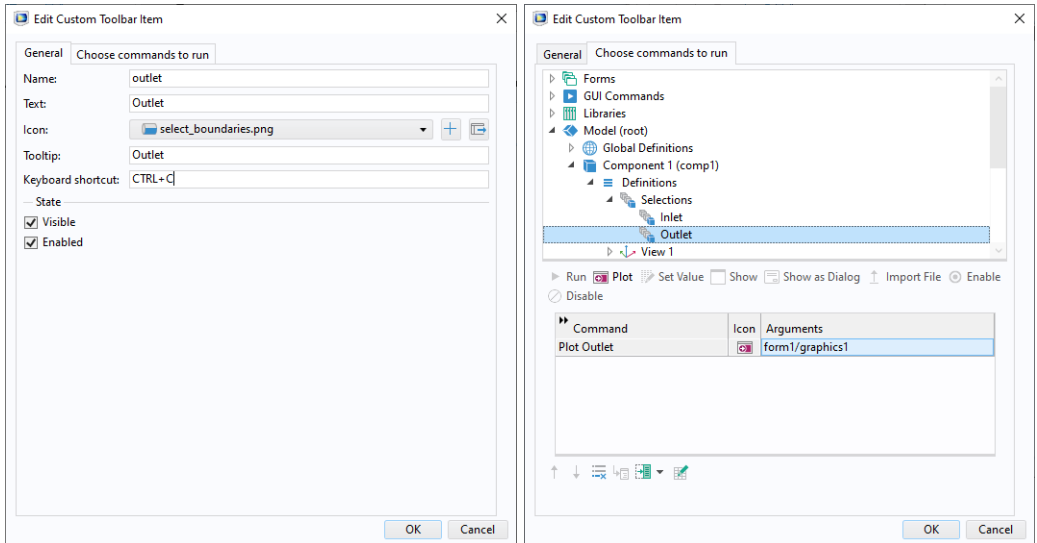 Edit Custom Toolbar Item
General Choose commands to run
Name: outlet
Text: Outlet
Icon: select_boundaries.png
Tooltip: Outlet
Keyboard shortcut: CTRL+C
State
Visible
Enabled
OK Cancel
Edit Custom Toolbar Item
General Choose commands to run
Forms
GUI Commands
Libraries
Model (root)
Global Definitions
Component 1 (comp1)
Definitions
Selections
Inlet
Outlet
View 1
Run Plot Set Value Show Show as Dialog Import File Enable
Disable
Command Icon Arguments
Plot Outlet form1/graphics1
OK Cancel